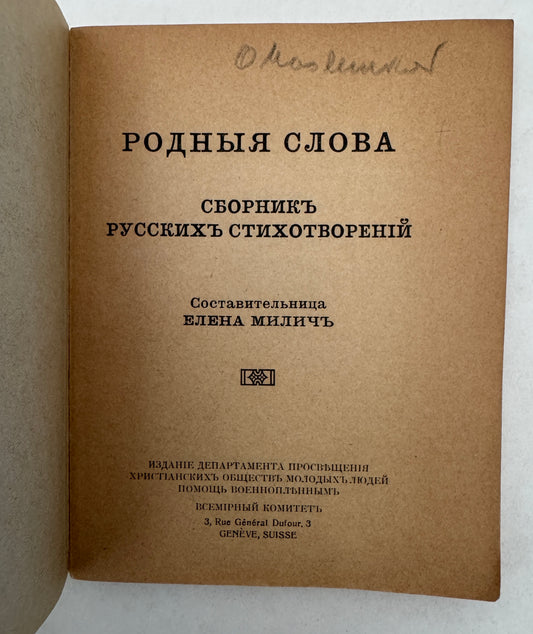 РОДНЫЯ СЛОВА
СБОРНИКЪ
РУССКИХЪ СТИХОТВОРЕНІЙ
Составительница
ЕЛЕНА МИЛИЧЪ
ИЗДАНІЕ ДЕПАРТАМЕНТА ПРОСВѢЩЕНІЯ
ХРИСТІАНСКИХЪ ОБЩЕСТВЪ МОЛОДЫХЪ ЛЮДЕЙ
ПОМОЩЬ ВОЕННОПЛѢННЫМЪ
ВСЕМІРНЫЙ КОМИТЕТЪ
3, Rue Général Dufour, 3
GENÈVE, SUISSE